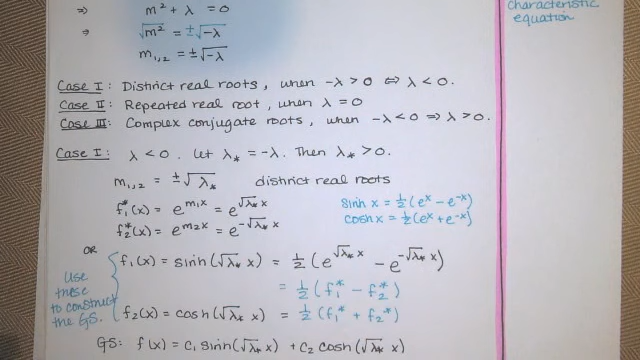 characteristic
equation
⇒ m² + λ = 0
⇒ √m² = ±√-λ
m₁,₂ = ±√-λ
Case I: District real roots, when -λ > 0 ⇔ λ < 0.
Case II: Repeated real root, when λ = 0
Case III: Complex conjugate roots, when -λ < 0 ⇒ λ > 0.
Case I: λ < 0. Let λ* = -λ. Then λ* > 0.
m₁,₂ = ±√λ* district real roots
f₁*(x) = e^{m₁x} = e^{√λ* x}
sinh x = ½(eˣ - e⁻ˣ)
f₂*(x) = e^{m₂x} = e^{-√λ* x}
cosh x = ½(eˣ + e⁻ˣ)
OR
f₁(x) = sinh(√λ* x) = ½(e^{√λ* x} - e^{-√λ* x})
= ½(f₁* - f₂*)
Use
these
to construct
the GS.
f₂(x) = cosh(√λ* x) = ½(f₁* + f₂*)
GS: f(x) = c₁ sinh(√λ* x) + c₂ cosh(√λ* x)